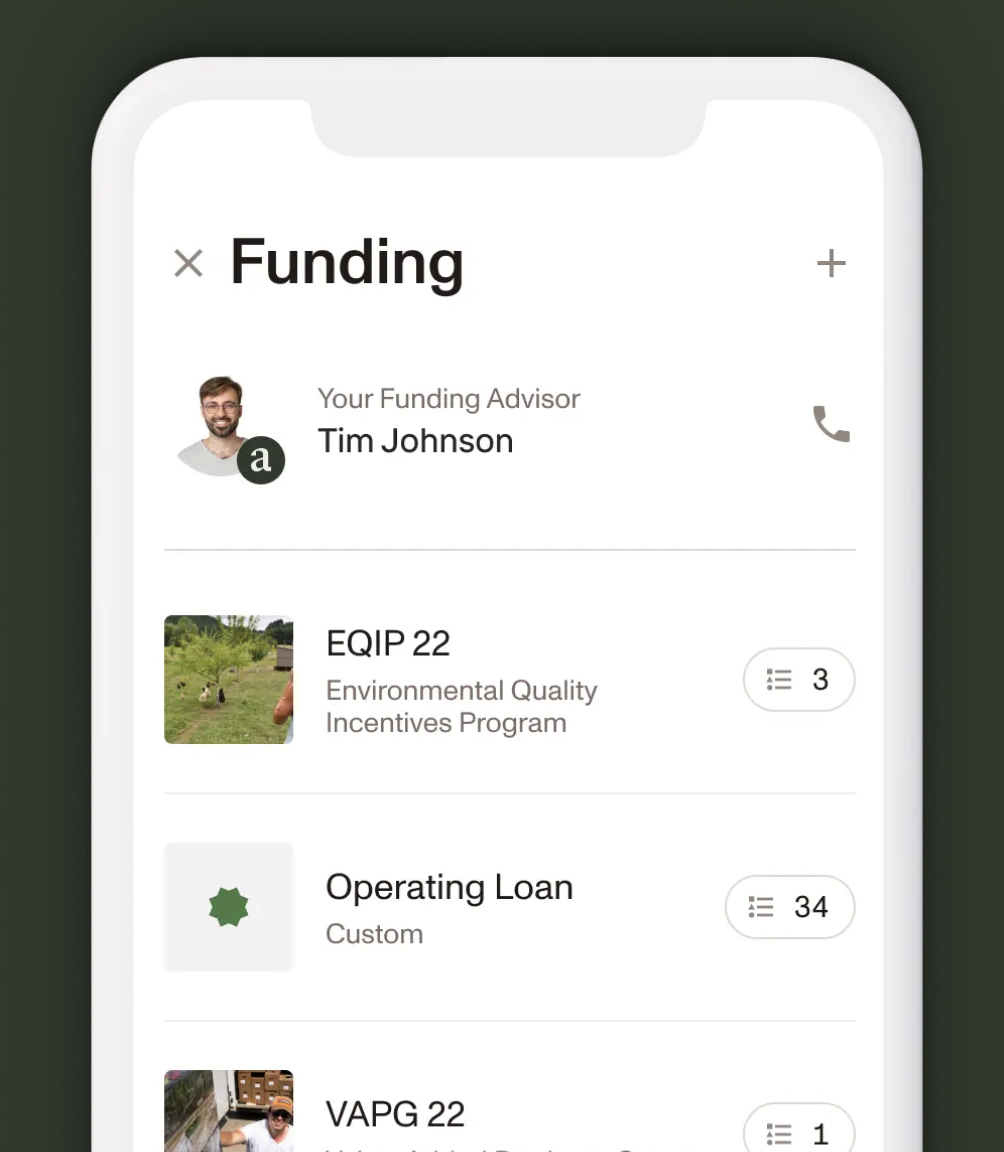 Funding
Your Funding Advisor
Tim Johnson
a
EQIP 22
Environmental Quality
Incentives Program
3
Operating Loan
Custom
34
VAPG 22
1